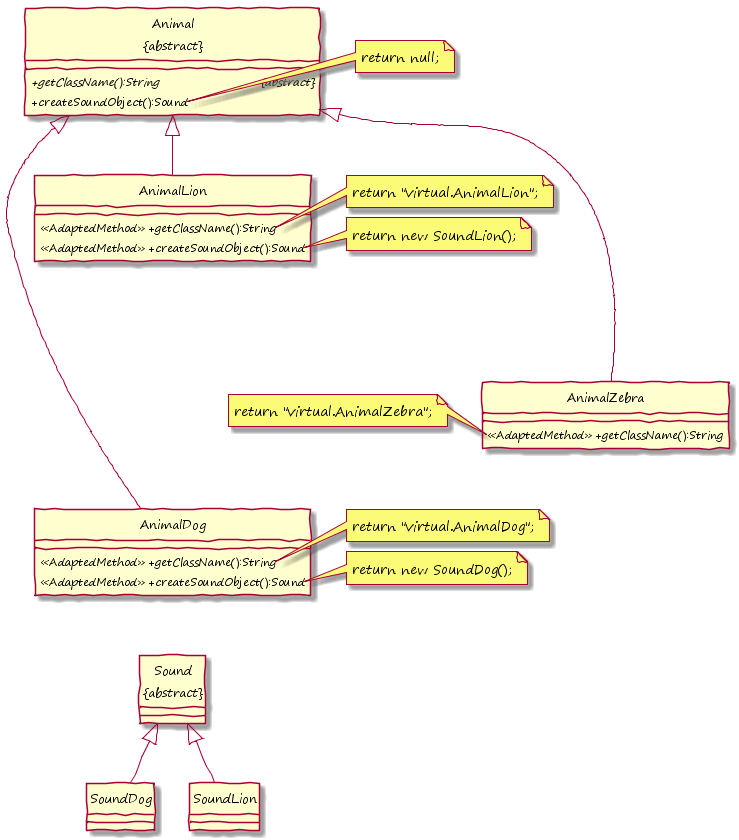 Animal
{abstract}
return null;
+getClassName():String {abstract}
+createSoundObject():Sound
AnimalLion
return "virtual.AnimalLion";
«AdaptedMethod» +getClassName():String
return new SoundLion();
«AdaptedMethod» +createSoundObject():Sound
AnimalZebra
return "virtual.AnimalZebra";
«AdaptedMethod» +getClassName():String
AnimalDog
return "virtual.AnimalDog";
«AdaptedMethod» +getClassName():String
return new SoundDog();
«AdaptedMethod» +createSoundObject():Sound
Sound
{abstract}
SoundDog
SoundLion